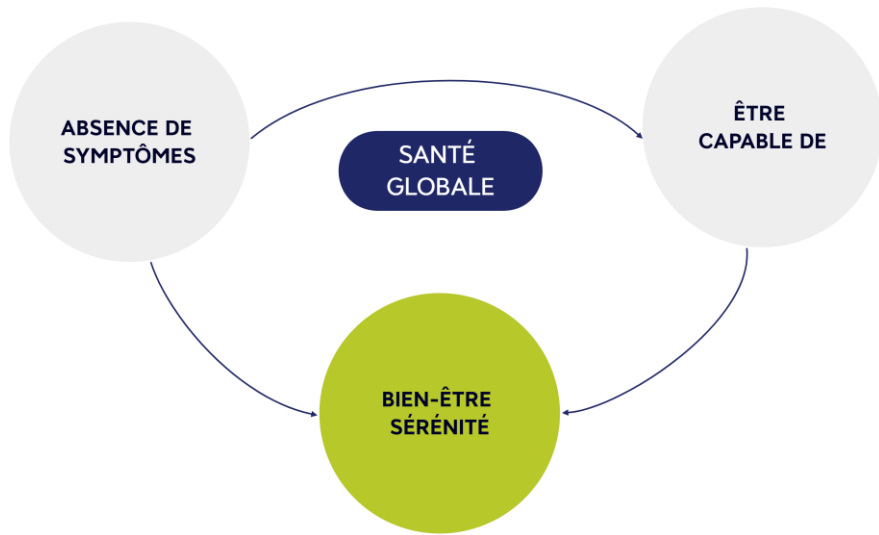 ABSENCE DE
SYMPTÔMES
SANTÉ
GLOBALE
ÊTRE
CAPABLE DE
BIEN-ÊTRE
SÉRÉNITÉ